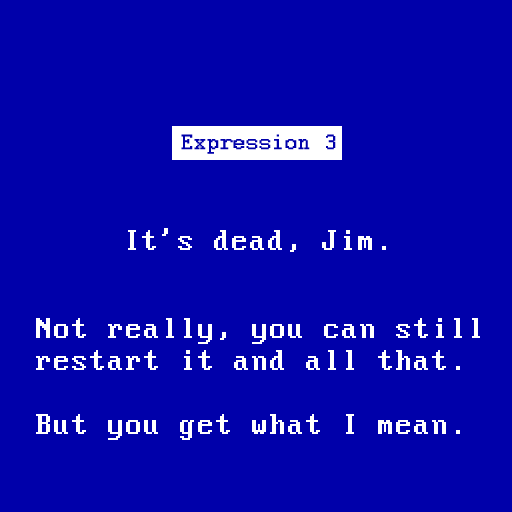 Expression 3
It's dead, Jim.
Not really, you can still
restart it and all that.
But you get what I mean.